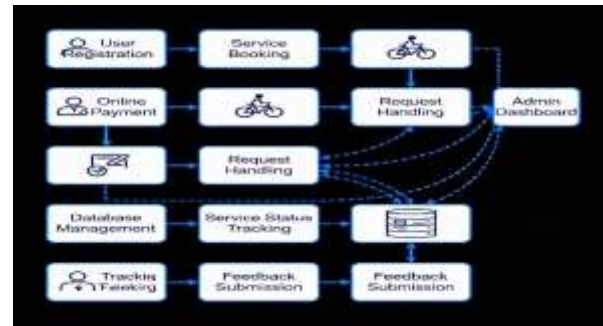 User
Registration
Service
Booking
Online
Payment
Request
Handling
Admin
Dashboard
Request
Handling
Database
Management
Service Status
Tracking
Feedback
Submission
Feedback
Submission